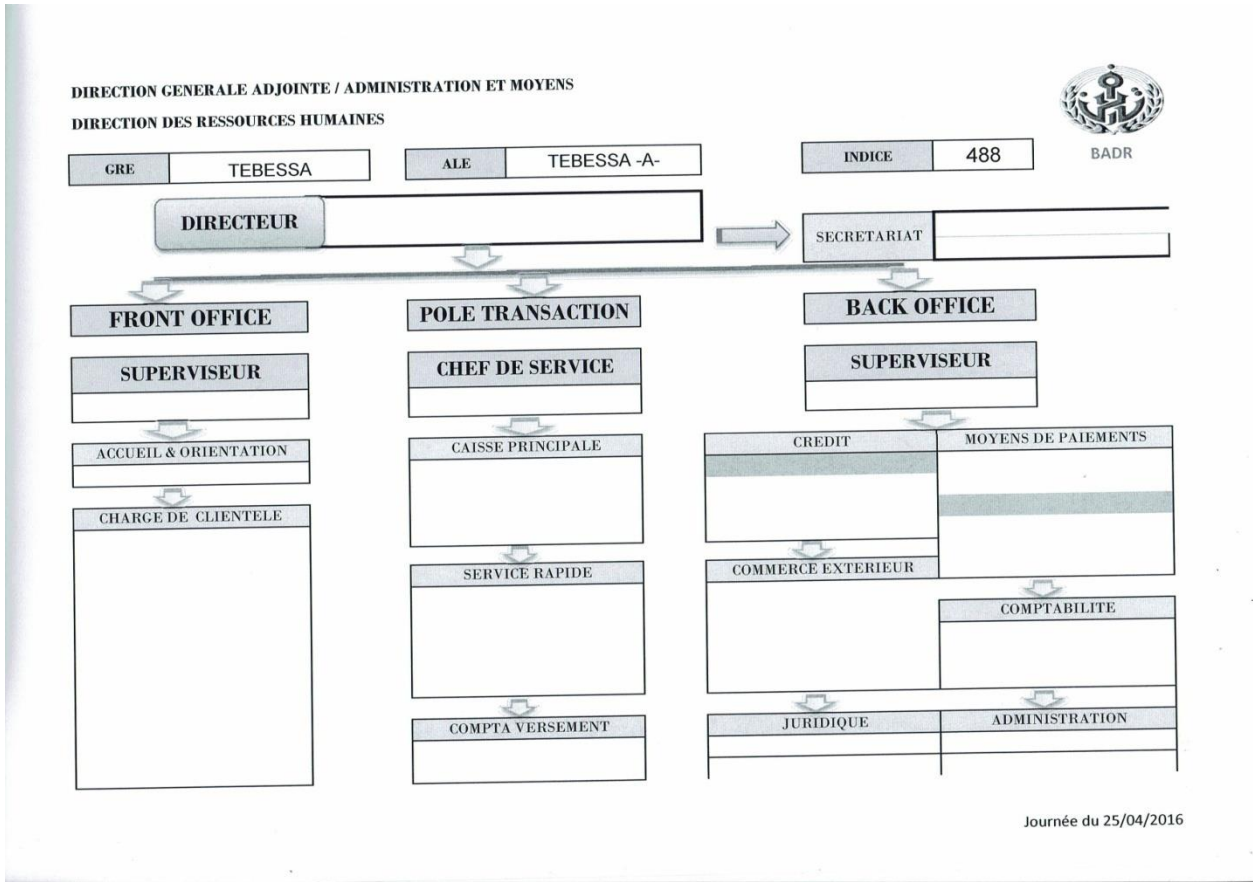 DIRECTION GENERALE ADJOINTE / ADMINISTRATION ET MOYENS
DIRECTION DES RESSOURCES HUMAINES
BADR
GRE
TEBESSA
ALE
TEBESSA -A-
INDICE
488
DIRECTEUR
SECRETARIAT
FRONT OFFICE
SUPERVISEUR
ACCUEIL & ORIENTATION
CHARGE DE CLIENTELE
POLE TRANSACTION
CHEF DE SERVICE
CAISSE PRINCIPALE
SERVICE RAPIDE
COMPTA VERSEMENT
BACK OFFICE
SUPERVISEUR
CREDIT
MOYENS DE PAIEMENTS
COMMERCE EXTERIEUR
COMPTABILITE
JURIDIQUE
ADMINISTRATION
Journée du 25/04/2016